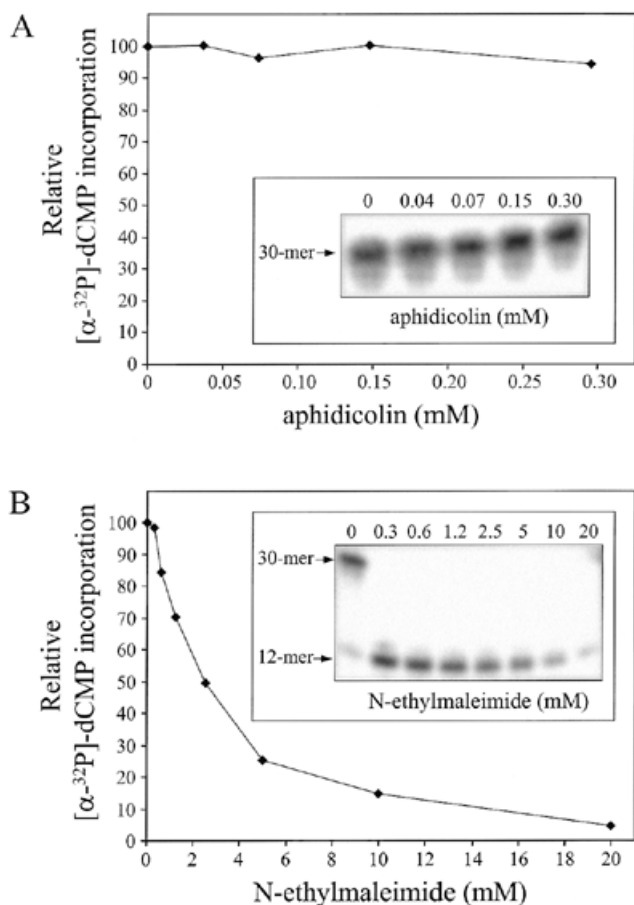 A
Relative
[α-³²P]-dCMP incorporation
100
90
80
70
60
50
40
30
20
10
0
0 0.04 0.07 0.15 0.30
30-mer
aphidicolin (mM)
0 0.05 0.10 0.15 0.20 0.25 0.30
aphidicolin (mM)
B
Relative
[α-³²P]-dCMP incorporation
100
90
80
70
60
50
40
30
20
10
0
0 0.3 0.6 1.2 2.5 5 10 20
30-mer
12-mer
N-ethylmaleimide (mM)
0 2 4 6 8 10 12 14 16 18 20
N-ethylmaleimide (mM)